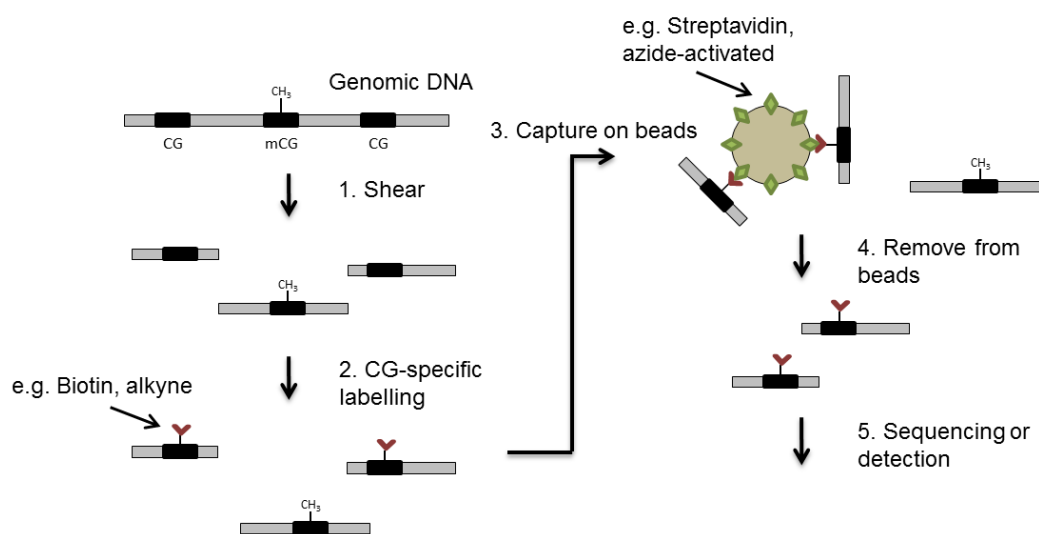 Genomic DNA
CH₃
CG
mCG
CG
1. Shear
CH₃
2. CG-specific
labelling
e.g. Biotin, alkyne
CH₃
3. Capture on beads
e.g. Streptavidin,
azide-activated
CH₃
4. Remove from
beads
5. Sequencing or
detection